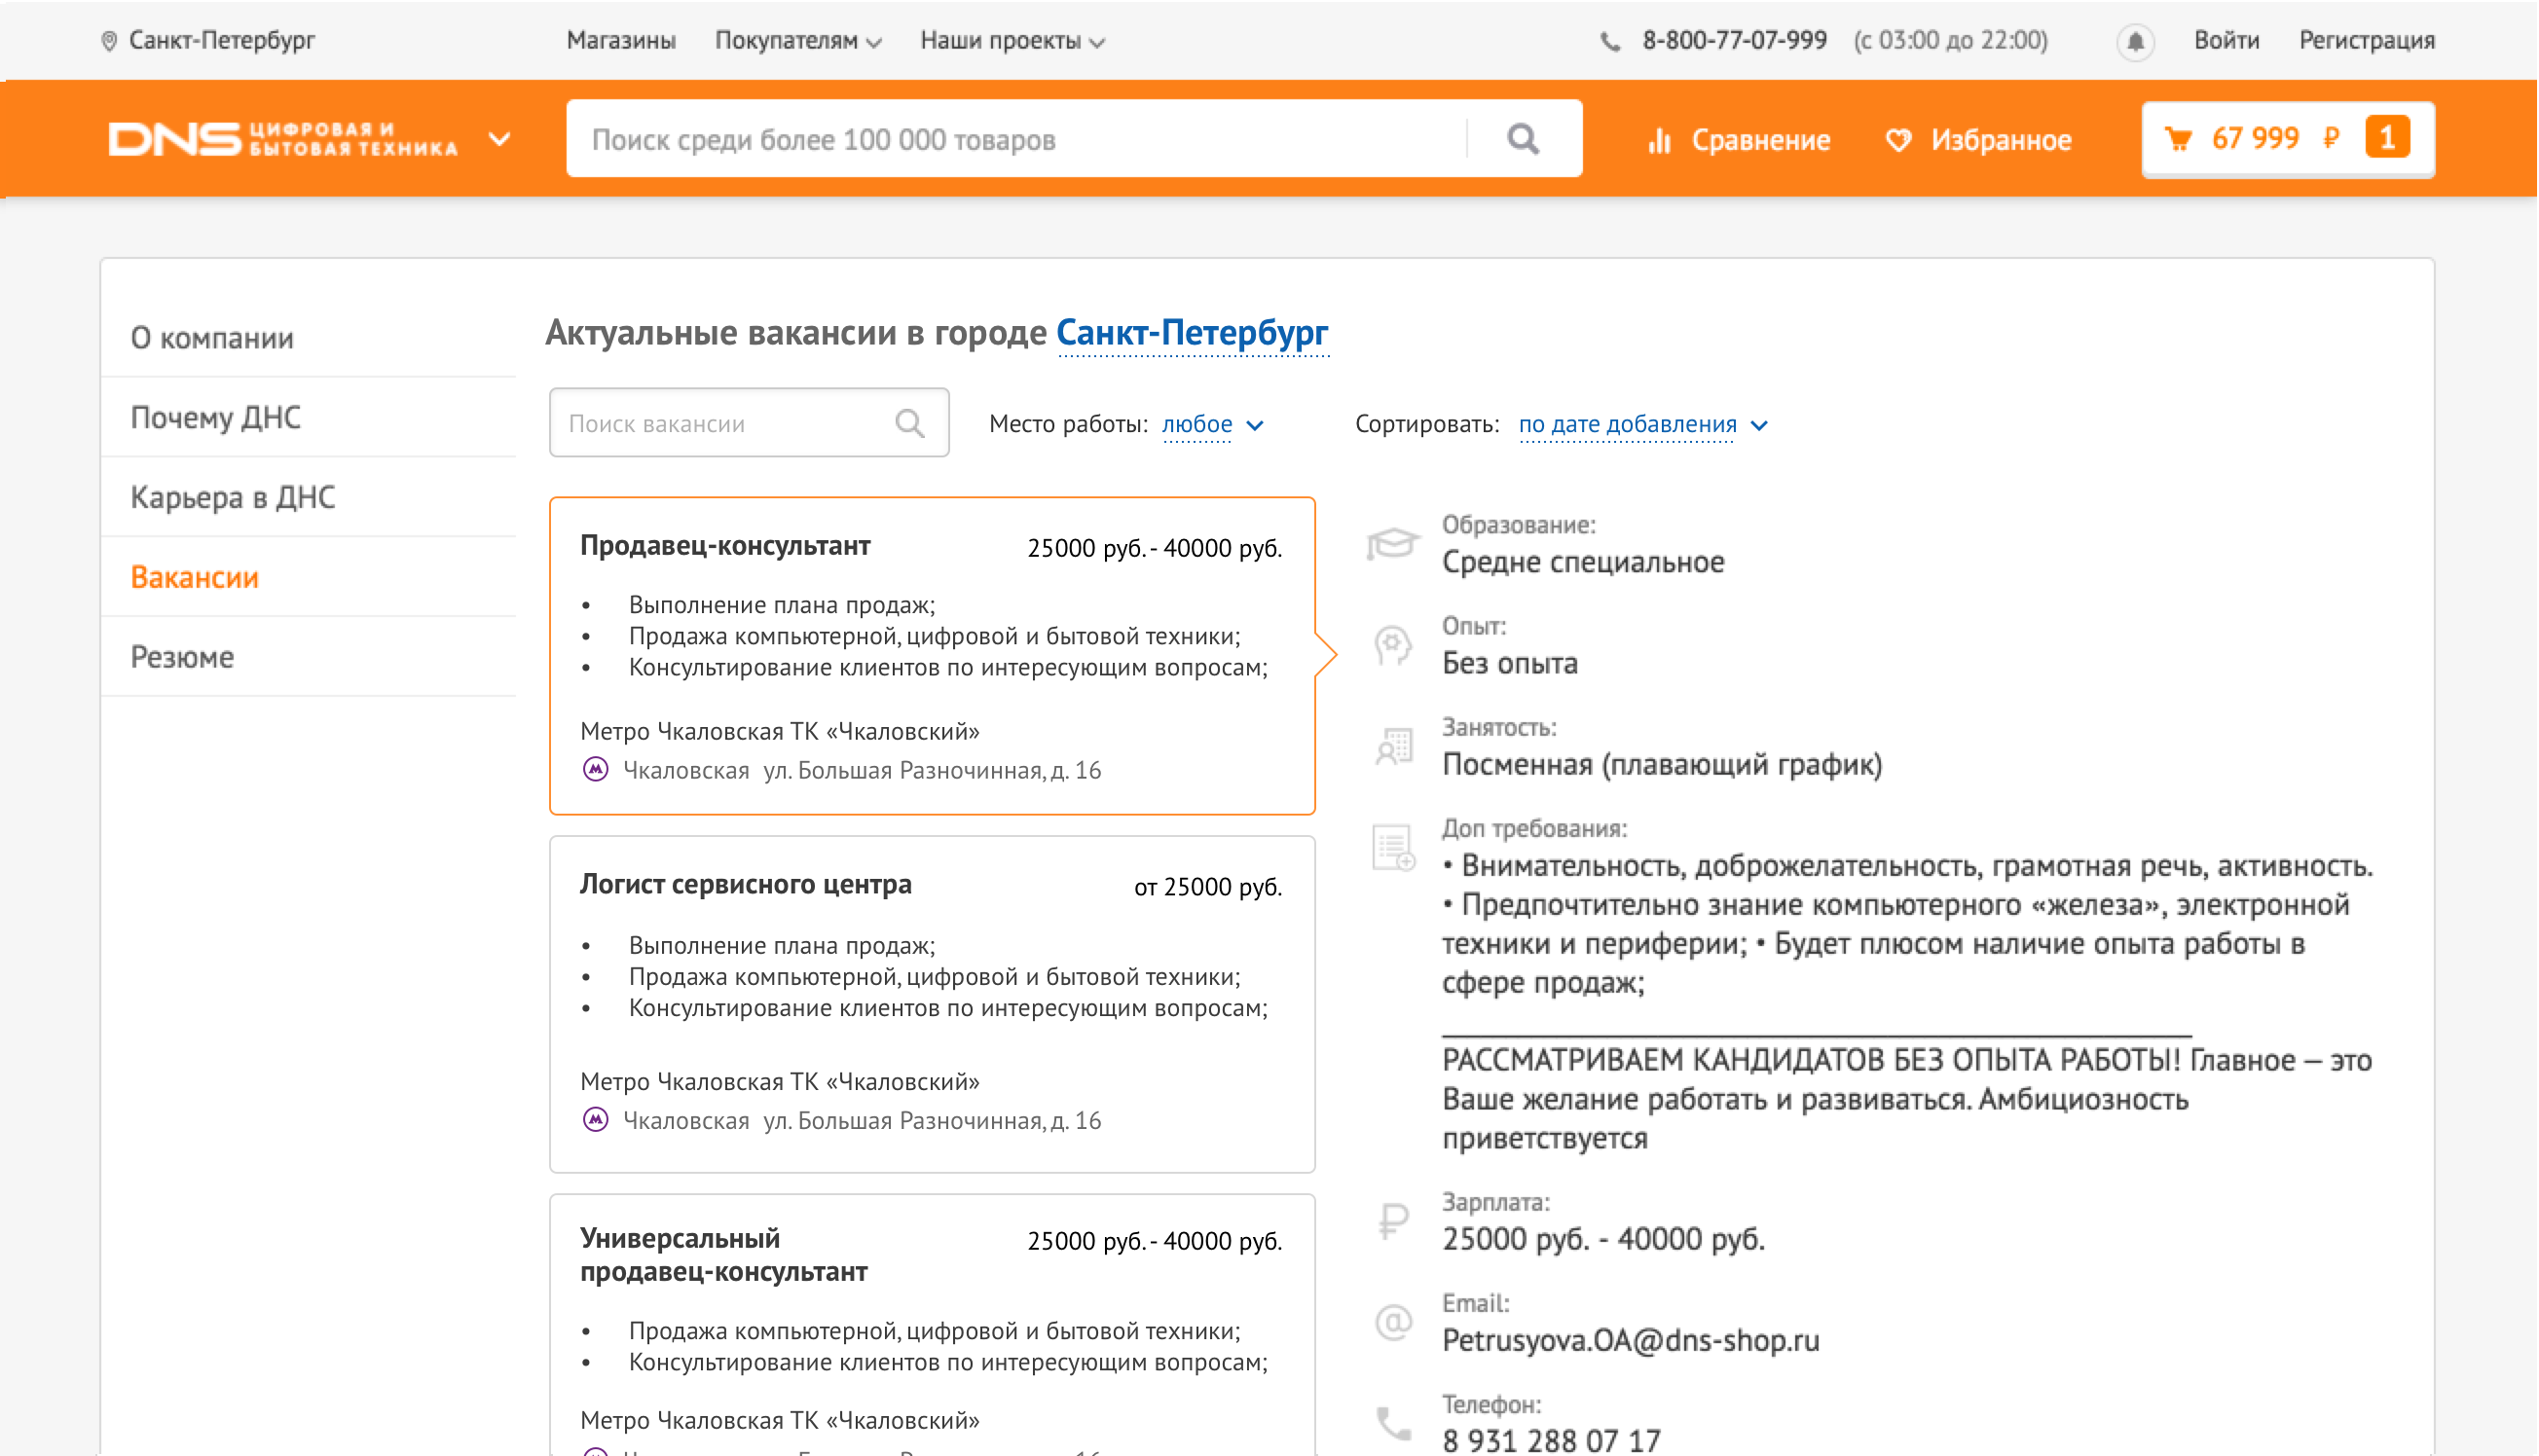 Санкт-Петербург
Магазины
Покупателям
Наши проекты
8-800-77-07-999 (с 03:00 до 22:00)
Войти
Регистрация
DNS ЦИФРОВАЯ И
БЫТОВАЯ ТЕХНИКА
Поиск среди более 100 000 товаров
Сравнение
Избранное
67 999 ₽ 1
О компании
Почему ДНС
Карьера в ДНС
Вакансии
Резюме
Актуальные вакансии в городе Санкт-Петербург
Поиск вакансии
Место работы: любое
Сортировать: по дате добавления
Продавец-консультант
25000 руб. - 40000 руб.
• Выполнение плана продаж;
• Продажа компьютерной, цифровой и бытовой техники;
• Консультирование клиентов по интересующим вопросам;
Метро Чкаловская ТК «Чкаловский»
Чкаловская ул. Большая Разночинная, д. 16
Логист сервисного центра
от 25000 руб.
• Выполнение плана продаж;
• Продажа компьютерной, цифровой и бытовой техники;
• Консультирование клиентов по интересующим вопросам;
Метро Чкаловская ТК «Чкаловский»
Чкаловская ул. Большая Разночинная, д. 16
Универсальный
продавец-консультант
25000 руб. - 40000 руб.
• Продажа компьютерной, цифровой и бытовой техники;
• Консультирование клиентов по интересующим вопросам;
Метро Чкаловская ТК «Чкаловский»
Образование:
Средне специальное
Опыт:
Без опыта
Занятость:
Посменная (плавающий график)
Доп требования:
• Внимательность, доброжелательность, грамотная речь, активность.
• Предпочтительно знание компьютерного «железа», электронной
техники и периферии; • Будет плюсом наличие опыта работы в
сфере продаж;
РАССМАТРИВАЕМ КАНДИДАТОВ БЕЗ ОПЫТА РАБОТЫ! Главное — это
Ваше желание работать и развиваться. Амбициозность
приветствуется
Зарплата:
25000 руб. - 40000 руб.
Email:
Petrusyova.OA@dns-shop.ru
Телефон:
8 931 288 07 17